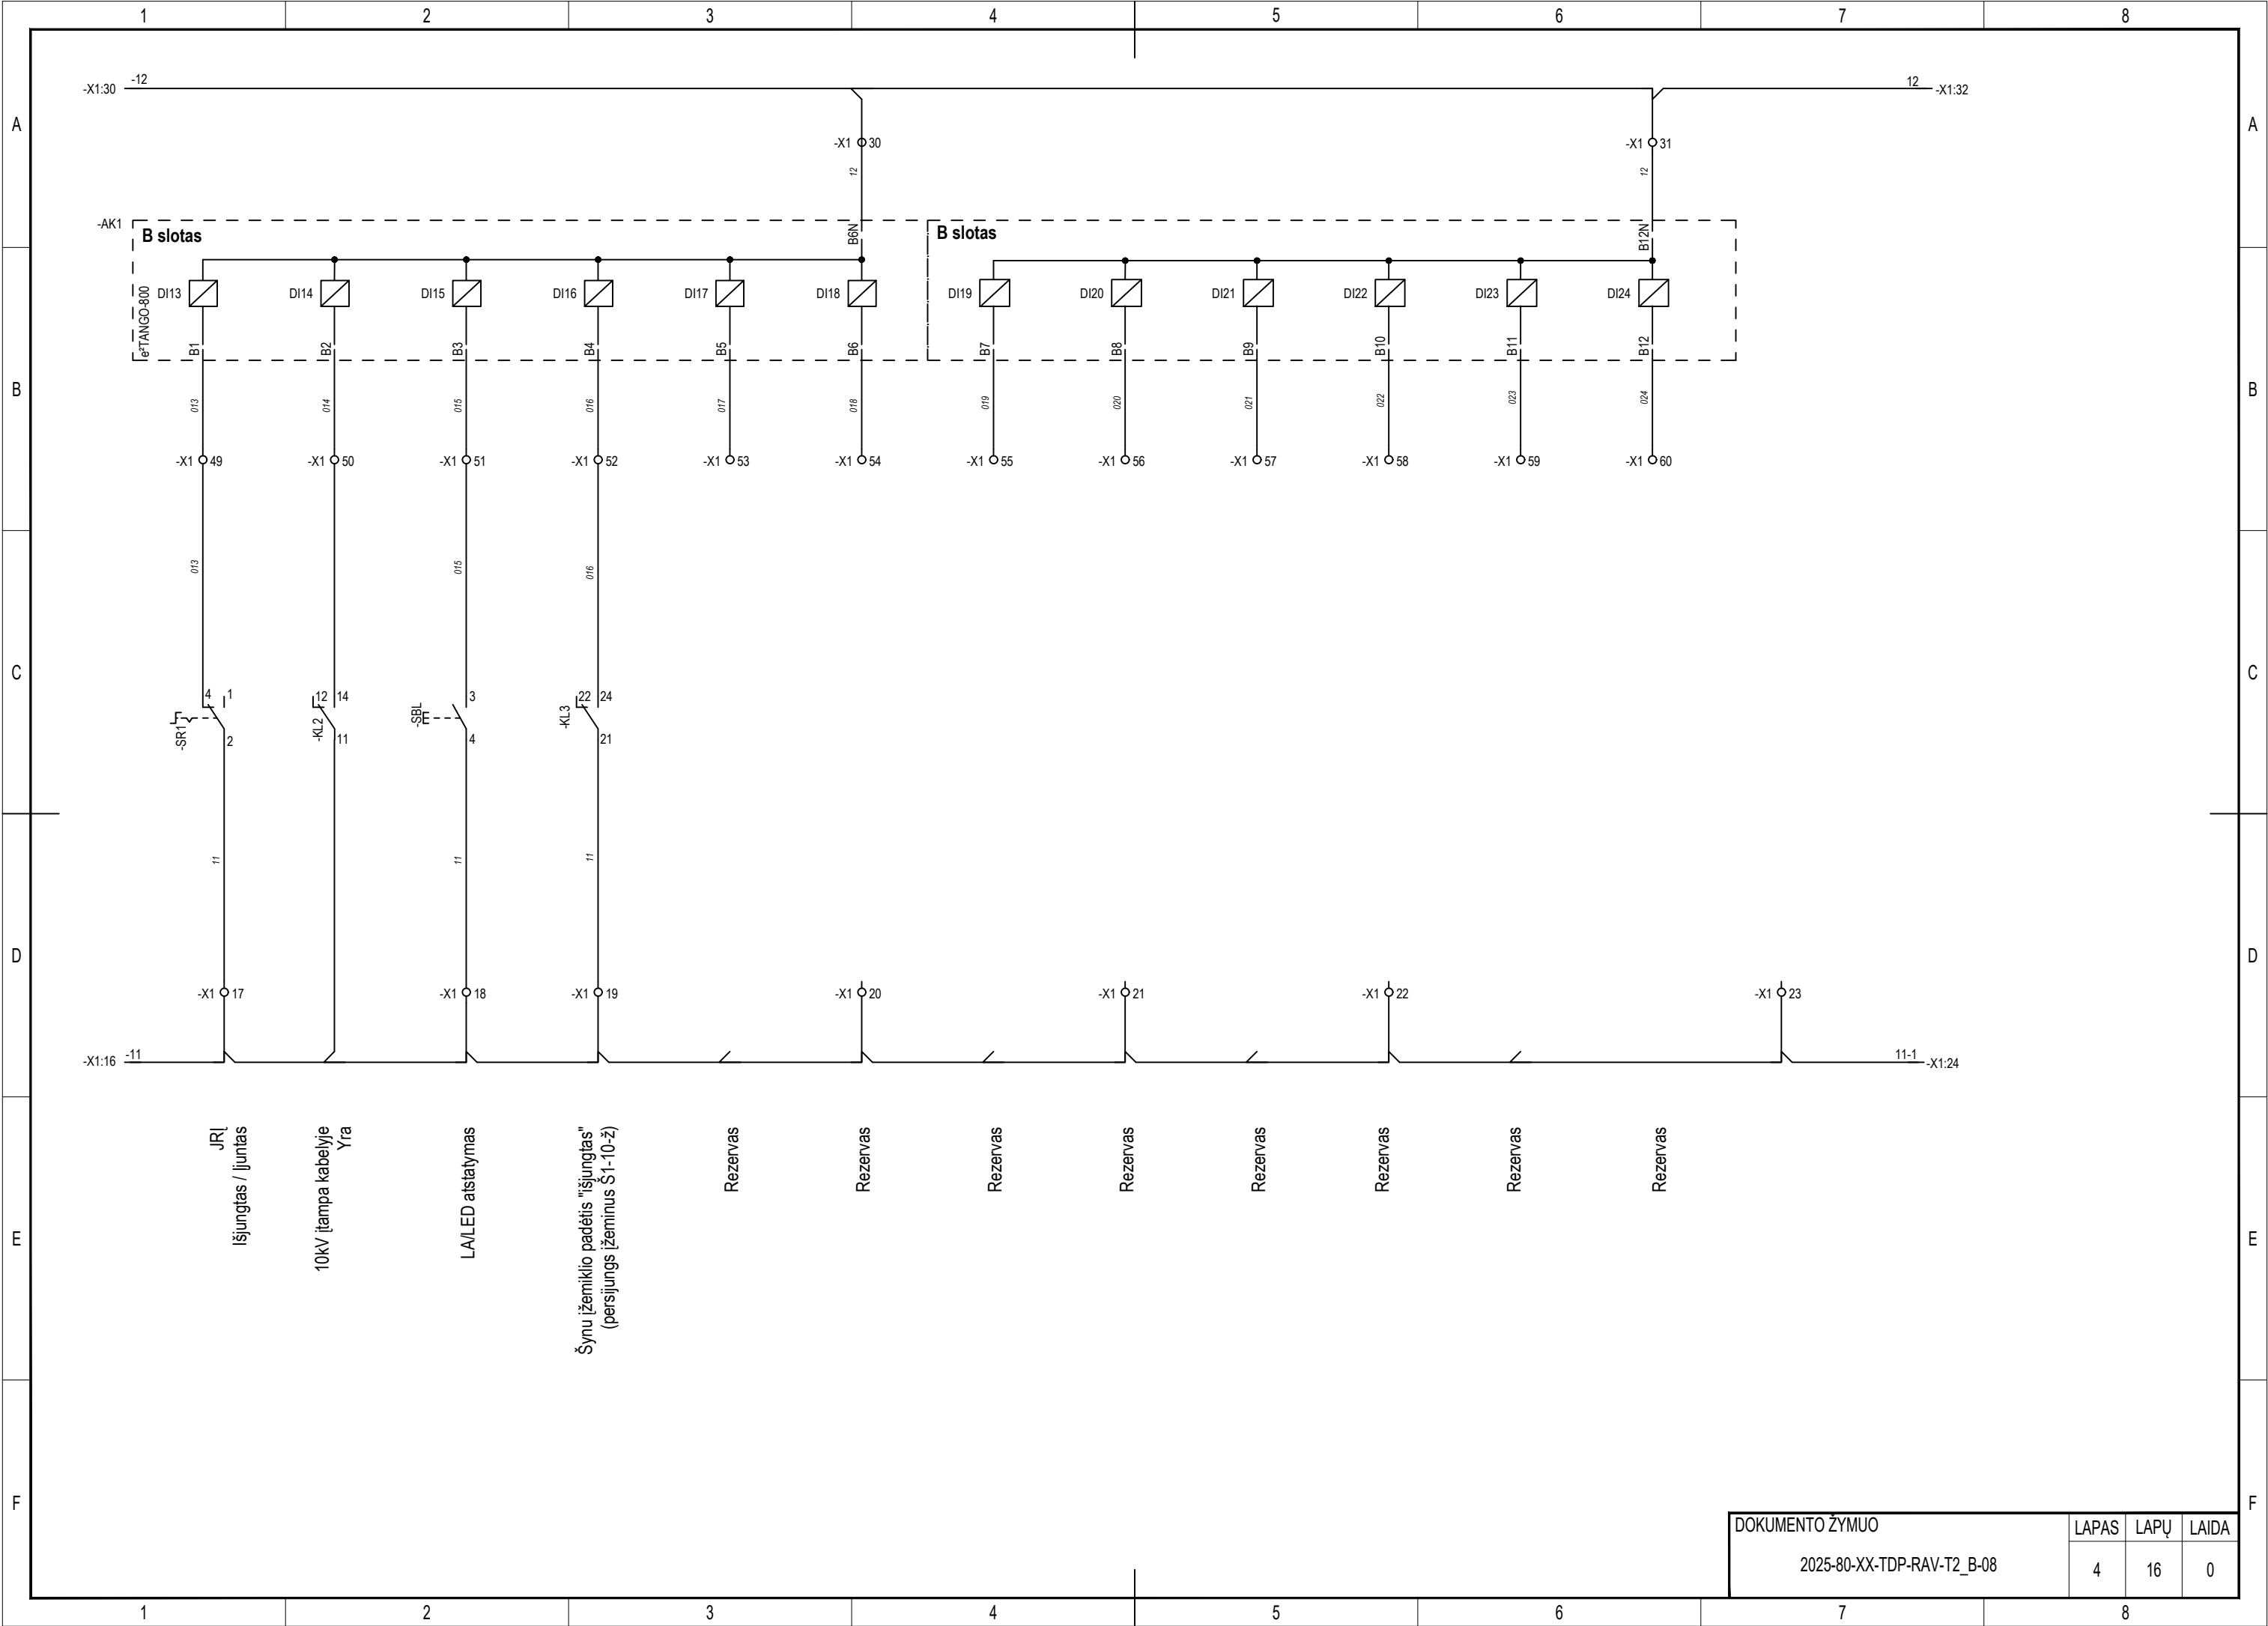 1 2 3 4 5 6 7 8
-X1:30 -12 12 -X1:32
A A
-X1 30 -X1 31
12 12
-AK1 B slotas B6N B slotas B12N
e²TANGO-800
DI13 DI14 DI15 DI16 DI17 DI18 DI19 DI20 DI21 DI22 DI23 DI24
B1 B2 B3 B4 B5 B6 B7 B8 B9 B10 B11 B12
B B
013 014 015 016 017 018 019 020 021 022 023 024
-X1 49 -X1 50 -X1 51 -X1 52 -X1 53 -X1 54 -X1 55 -X1 56 -X1 57 -X1 58 -X1 59 -X1 60
013 015 016
C C
4 1 12 14 3 22 24
-SR1 -KL2 -SBL -KL3
2 11 4 21
11 11 11
D D
-X1 17 -X1 18 -X1 19 -X1 20 -X1 21 -X1 22 -X1 23
-X1:16 -11 11-1 -X1:24
JRĮ
Išjungtas / Įjuntas
10kV įtampa kabelyje
Yra
LA/LED atstatymas
Šynu įžemiklio padėtis "išjungtas"
(persijungs įžeminus Š1-10-ž)
Rezervas
Rezervas
Rezervas
Rezervas
Rezervas
Rezervas
Rezervas
Rezervas
E E
F F
DOKUMENTO ŽYMUO LAPAS LAPŲ LAIDA
2025-80-XX-TDP-RAV-T2_B-08 4 16 0
1 2 3 4 5 6 7 8